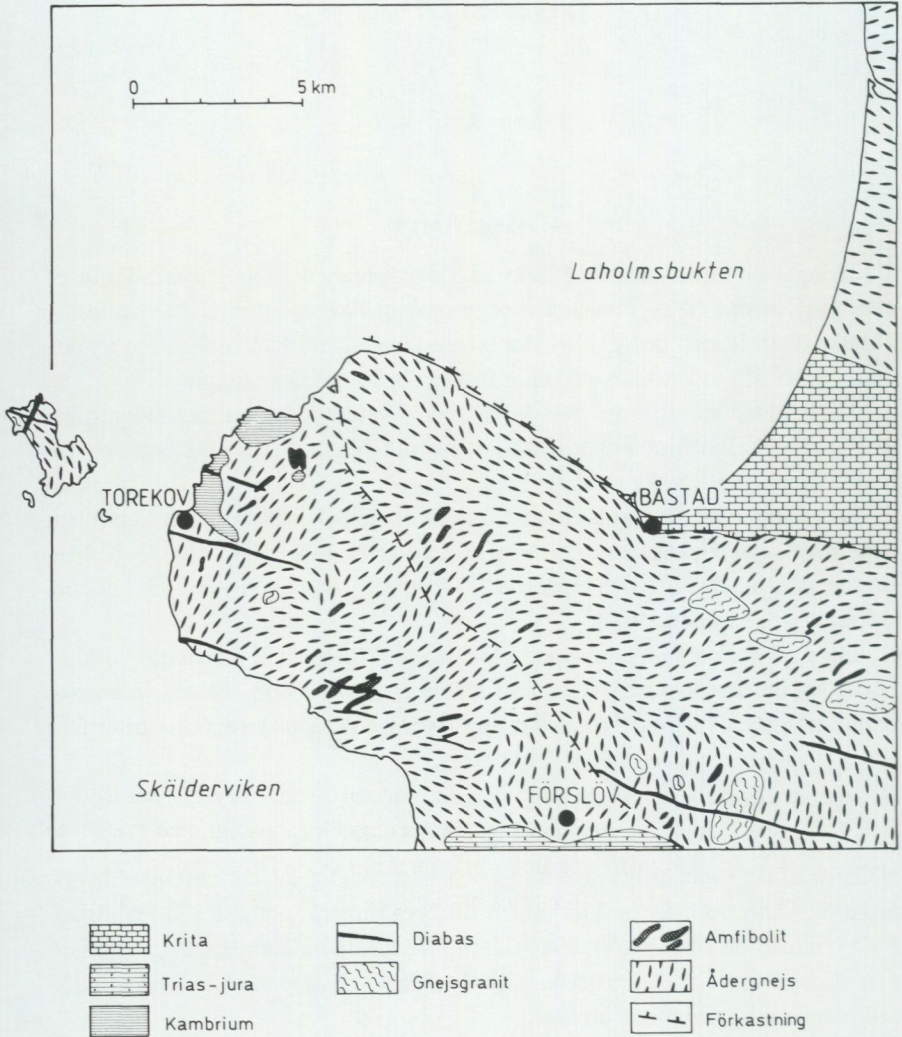 0 5 km
Laholmsbukten
TOREKOV
BÅSTAD
Skälderviken
FÖRSLÖV
Krita
Diabas
Amfibolit
Trias-jura
Gnejsgranit
Ådergnejs
Kambrium
Förkastning